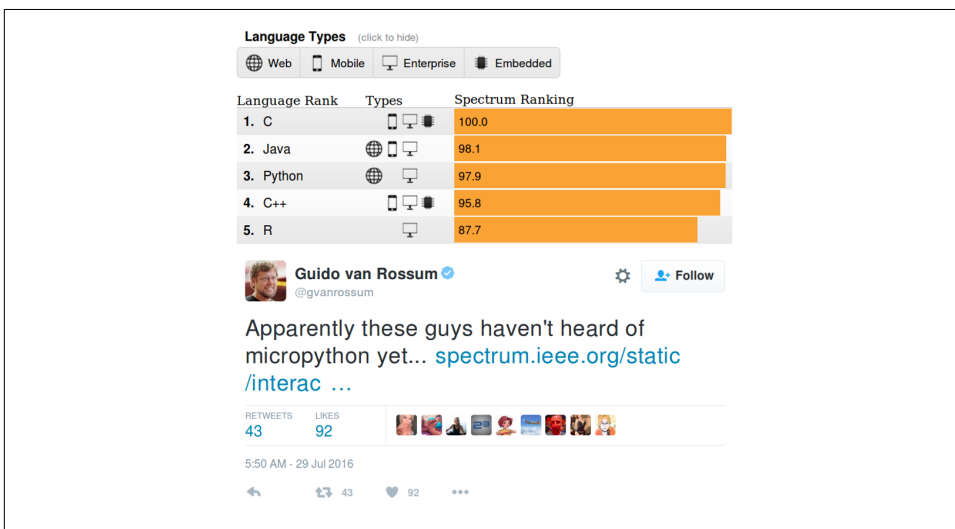 Language Types (click to hide)
Web Mobile Enterprise Embedded
Language Rank Types Spectrum Ranking
1. C 100.0
2. Java 98.1
3. Python 97.9
4. C++ 95.8
5. R 87.7
Guido van Rossum
@gvanrossum
Follow
Apparently these guys haven't heard of
micropython yet... spectrum.ieee.org/static
/interac …
RETWEETS LIKES
43 92
23
5:50 AM - 29 Jul 2016
43 92